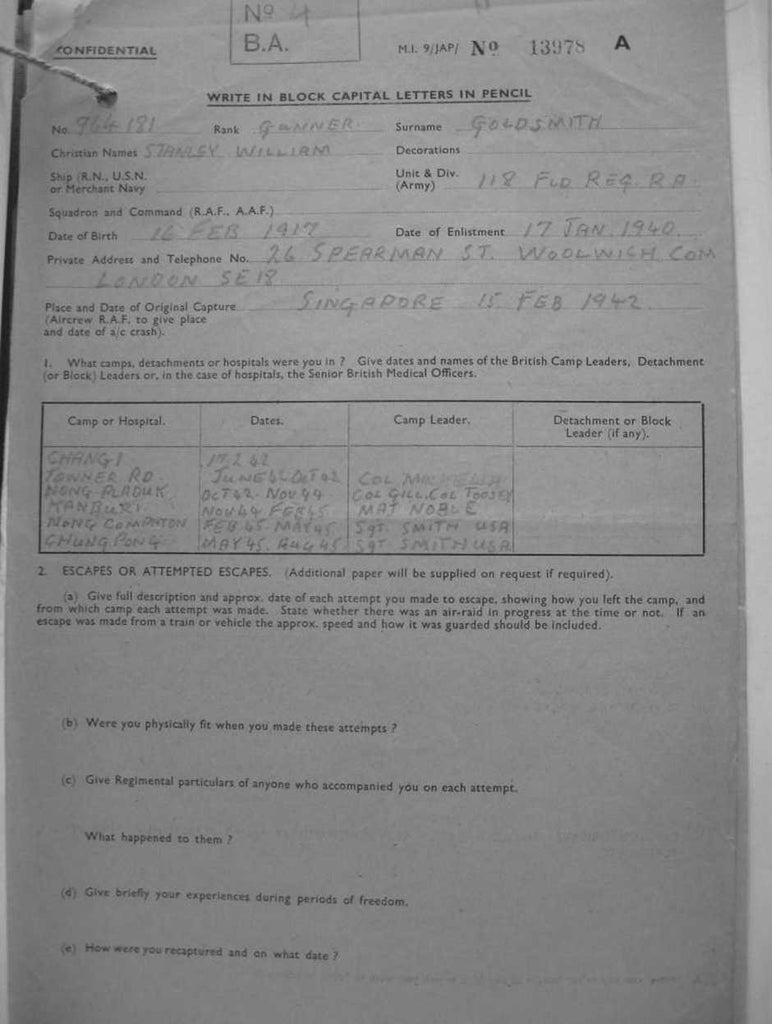 Nº 4
B.A.
CONFIDENTIAL M.I. 9/JAP/ Nº 13978 A
WRITE IN BLOCK CAPITAL LETTERS IN PENCIL
No. 964181 Rank GUNNER Surname GOLDSMITH
Christian Names STANLEY WILLIAM Decorations
Ship (R.N., U.S.N. or Merchant Navy Unit & Div. (Army) 118 FLD REG. RA.
Squadron and Command (R.A.F., A.A.F.)
Date of Birth 16 FEB 1917 Date of Enlistment 17 JAN. 1940.
Private Address and Telephone No. 26 SPEARMAN ST. WOOLWICH COM
LONDON SE18
Place and Date of Original Capture SINGAPORE 15 FEB 1942
(Aircrew R.A.F. to give place
and date of a/c crash).
1. What camps, detachments or hospitals were you in ? Give dates and names of the British Camp Leaders, Detachment
(or Block) Leaders or, in the case of hospitals, the Senior British Medical Officers.
Camp or Hospital. Dates. Camp Leader. Detachment or Block
Leader (if any).
CHANGI 17.2.42
TOWNER RD. JUNE 42 OCT 42 COL
NONG PLADUK OCT 42. NOV 44 COL GILL. COL TOOSEY
KANBURI NOV 44 FEB 45 MAT NOBLE
NONG COMPNTON FEB 45. MAY 45 SGT. SMITH USA
CHUNG PONG MAY 45. AUG 45 SGT SMITH USA
2. ESCAPES OR ATTEMPTED ESCAPES. (Additional paper will be supplied on request if required).
(a) Give full description and approx. date of each attempt you made to escape, showing how you left the camp, and
from which camp each attempt was made. State whether there was an air-raid in progress at the time or not. If an
escape was made from a train or vehicle the approx. speed and how it was guarded should be included.
(b) Were you physically fit when you made these attempts ?
(c) Give Regimental particulars of anyone who accompanied you on each attempt.
What happened to them ?
(d) Give briefly your experiences during periods of freedom.
(e) How were you recaptured and on what date ?